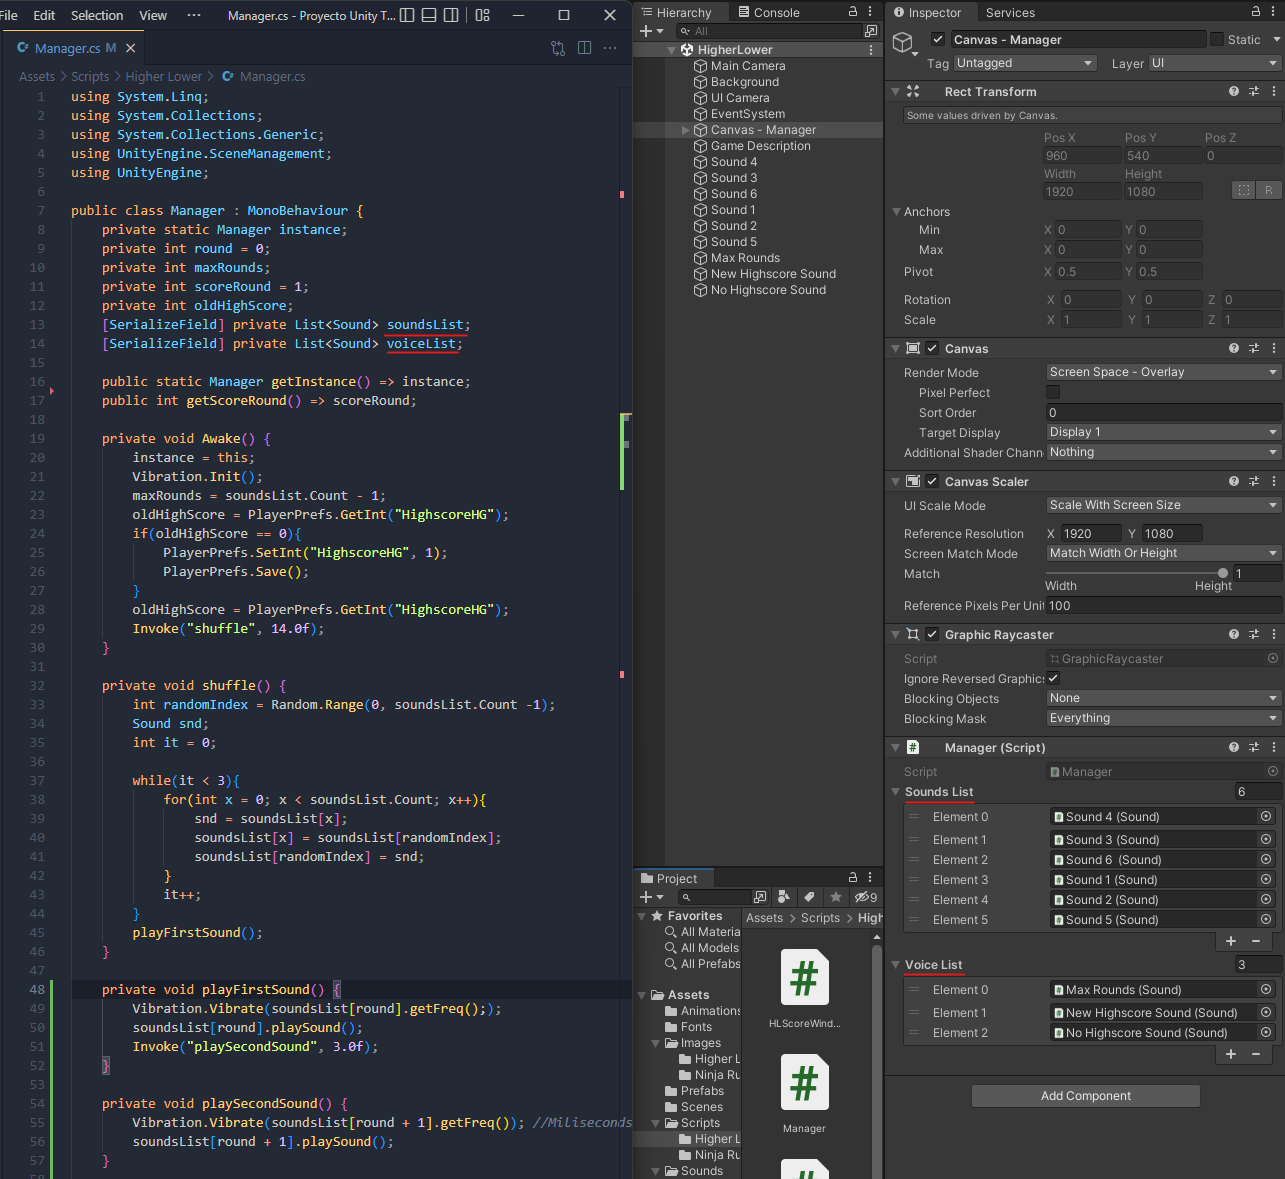 File Edit Selection View ··· Manager.cs - Proyecto Unity T...
Manager.cs M
Assets > Scripts > Higher Lower > Manager.cs
1 using System.Linq;
2 using System.Collections;
3 using System.Collections.Generic;
4 using UnityEngine.SceneManagement;
5 using UnityEngine;
6
7 public class Manager : MonoBehaviour {
8 private static Manager instance;
9 private int round = 0;
10 private int maxRounds;
11 private int scoreRound = 1;
12 private int oldHighScore;
13 [SerializeField] private List<Sound> soundsList;
14 [SerializeField] private List<Sound> voiceList;
15
16 public static Manager getInstance() => instance;
17 public int getScoreRound() => scoreRound;
18
19 private void Awake() {
20 instance = this;
21 Vibration.Init();
22 maxRounds = soundsList.Count - 1;
23 oldHighScore = PlayerPrefs.GetInt("HighscoreHG");
24 if(oldHighScore == 0){
25 PlayerPrefs.SetInt("HighscoreHG", 1);
26 PlayerPrefs.Save();
27 }
28 oldHighScore = PlayerPrefs.GetInt("HighscoreHG");
29 Invoke("shuffle", 14.0f);
30 }
31
32 private void shuffle() {
33 int randomIndex = Random.Range(0, soundsList.Count -1);
34 Sound snd;
35 int it = 0;
36
37 while(it < 3){
38 for(int x = 0; x < soundsList.Count; x++){
39 snd = soundsList[x];
40 soundsList[x] = soundsList[randomIndex];
41 soundsList[randomIndex] = snd;
42 }
43 it++;
44 }
45 playFirstSound();
46 }
47
48 private void playFirstSound() {
49 Vibration.Vibrate(soundsList[round].getFreq(););
50 soundsList[round].playSound();
51 Invoke("playSecondSound", 3.0f);
52 }
53
54 private void playSecondSound() {
55 Vibration.Vibrate(soundsList[round + 1].getFreq()); //Miliseconds
56 soundsList[round + 1].playSound();
57 }
Hierarchy Console
All
HigherLower
Main Camera
Background
UI Camera
EventSystem
Canvas - Manager
Game Description
Sound 4
Sound 3
Sound 6
Sound 1
Sound 2
Sound 5
Max Rounds
New Highscore Sound
No Highscore Sound
Project
9
Favorites
All Materia
All Models
All Prefabs
Assets
Animations
Fonts
Images
Higher L
Ninja Ru
Prefabs
Scenes
Scripts
Higher L
Ninja Ru
Sounds
Assets > Scripts > High
HLScoreWind...
Manager
Inspector Services
Canvas - Manager Static
Tag Untagged Layer UI
Rect Transform
Some values driven by Canvas.
Pos X Pos Y Pos Z
960 540 0
Width Height
1920 1080 R
Anchors
Min X 0 Y 0
Max X 0 Y 0
Pivot X 0.5 Y 0.5
Rotation X 0 Y 0 Z 0
Scale X 1 Y 1 Z 1
Canvas
Render Mode Screen Space - Overlay
Pixel Perfect
Sort Order 0
Target Display Display 1
Additional Shader Chann Nothing
Canvas Scaler
UI Scale Mode Scale With Screen Size
Reference Resolution X 1920 Y 1080
Screen Match Mode Match Width Or Height
Match 1
Width Height
Reference Pixels Per Unit 100
Graphic Raycaster
Script GraphicRaycaster
Ignore Reversed Graphics
Blocking Objects None
Blocking Mask Everything
Manager (Script)
Script Manager
Sounds List 6
Element 0 Sound 4 (Sound)
Element 1 Sound 3 (Sound)
Element 2 Sound 6 (Sound)
Element 3 Sound 1 (Sound)
Element 4 Sound 2 (Sound)
Element 5 Sound 5 (Sound)
Voice List 3
Element 0 Max Rounds (Sound)
Element 1 New Highscore Sound (Sound)
Element 2 No Highscore Sound (Sound)
Add Component